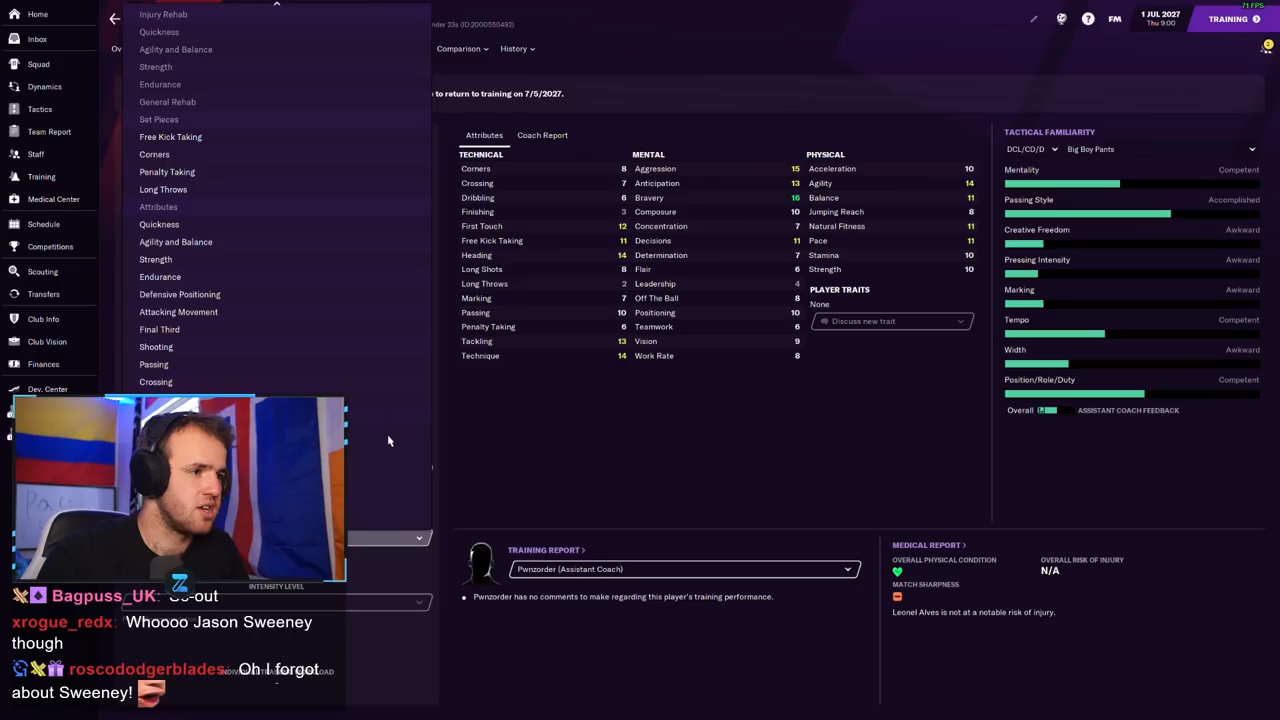 71 FPS
Home
Inbox
Squad
Dynamics
Tactics
Team Report
Staff
Training
Medical Center
Schedule
Competitions
Scouting
Transfers
Club Info
Club Vision
Finances
Dev. Center
Injury Rehab
Quickness
Agility and Balance
Strength
Endurance
General Rehab
Set Pieces
Free Kick Taking
Corners
Penalty Taking
Long Throws
Attributes
Quickness
Agility and Balance
Strength
Endurance
Defensive Positioning
Attacking Movement
Final Third
Shooting
Passing
Crossing
nder 23s (ID:2000550492)
Comparison
History
FM
1 JUL 2027
Thu 9:00
TRAINING
2
n to return to training on 7/5/2027.
Attributes Coach Report
TECHNICAL
Corners 8
Crossing 7
Dribbling 6
Finishing 3
First Touch 12
Free Kick Taking 11
Heading 14
Long Shots 8
Long Throws 2
Marking 7
Passing 10
Penalty Taking 6
Tackling 13
Technique 14
MENTAL
Aggression 15
Anticipation 13
Bravery 16
Composure 10
Concentration 7
Decisions 11
Determination 7
Flair 6
Leadership 4
Off The Ball 8
Positioning 10
Teamwork 6
Vision 9
Work Rate 8
PHYSICAL
Acceleration 10
Agility 14
Balance 11
Jumping Reach 8
Natural Fitness 11
Pace 11
Stamina 10
Strength 10
PLAYER TRAITS
None
Discuss new trait
TACTICAL FAMILIARITY
DCL/CD/D Big Boy Pants
Mentality Competent
Passing Style Accomplished
Creative Freedom Awkward
Pressing Intensity Awkward
Marking Awkward
Tempo Competent
Width Awkward
Position/Role/Duty Competent
Overall ASSISTANT COACH FEEDBACK
TRAINING REPORT
Pwnzorder (Assistant Coach)
Pwnzorder has no comments to make regarding this player's training performance.
MEDICAL REPORT
OVERALL PHYSICAL CONDITION
OVERALL RISK OF INJURY
N/A
MATCH SHARPNESS
Leonel Alves is not at a notable risk of injury.
INTENSITY LEVEL
Bagpuss_UK: So-out
xrogue_redx: Whoooo Jason Sweeney
though
roscododgerblades: Oh I forgot
about Sweeney!